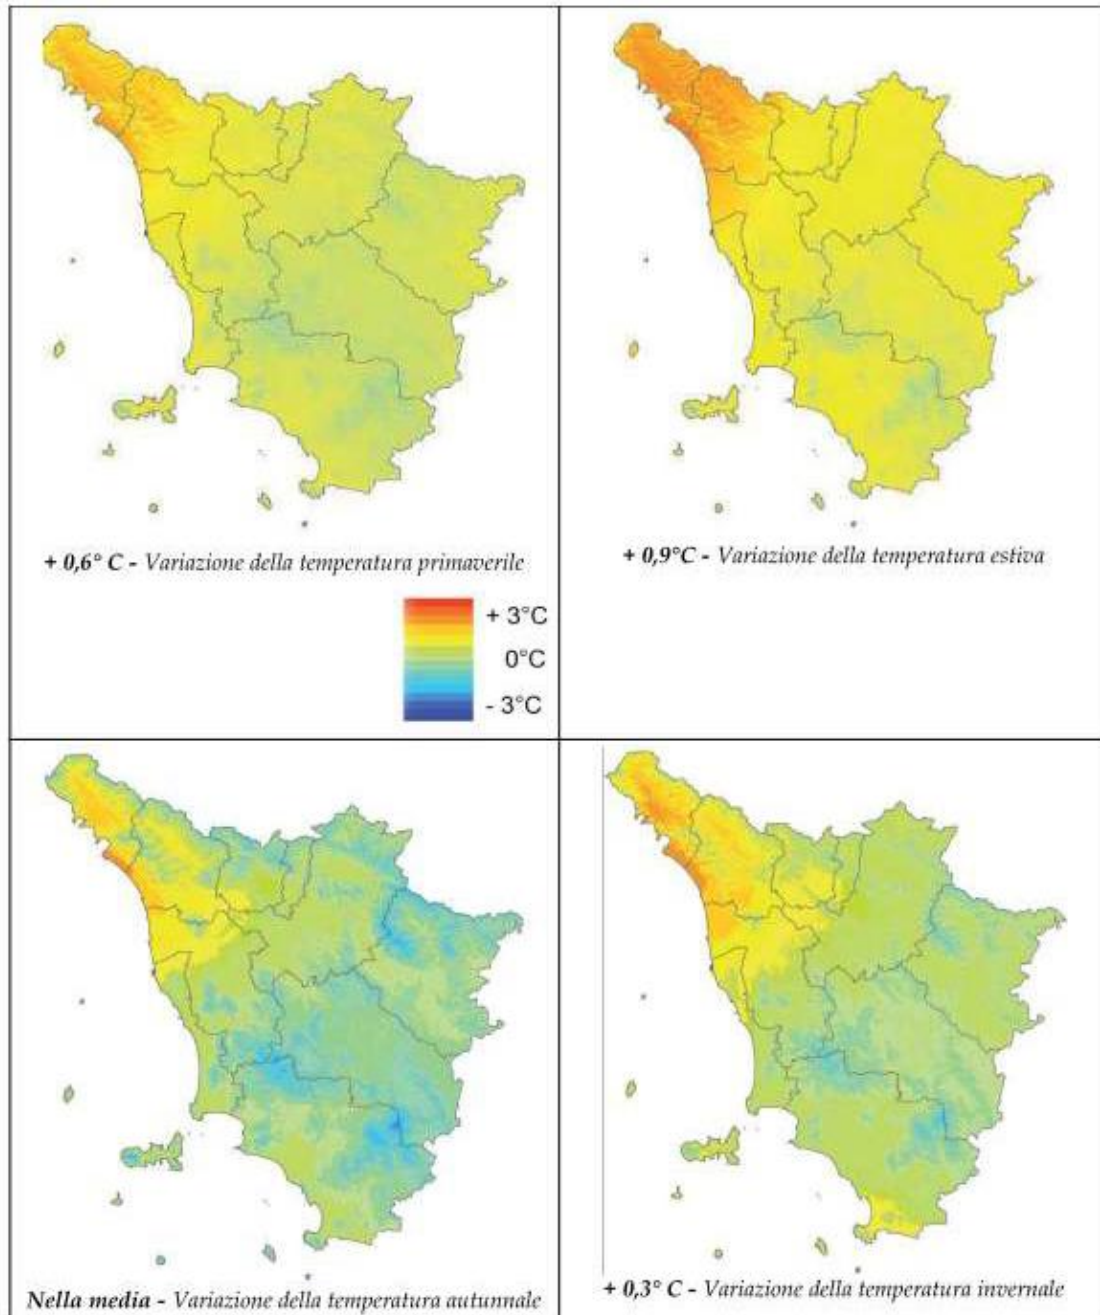 + 0,6° C - Variazione della temperatura primaverile
+ 0,9°C - Variazione della temperatura estiva
+ 3°C
0°C
- 3°C
Nella media - Variazione della temperatura autunnale
+ 0,3° C - Variazione della temperatura invernale